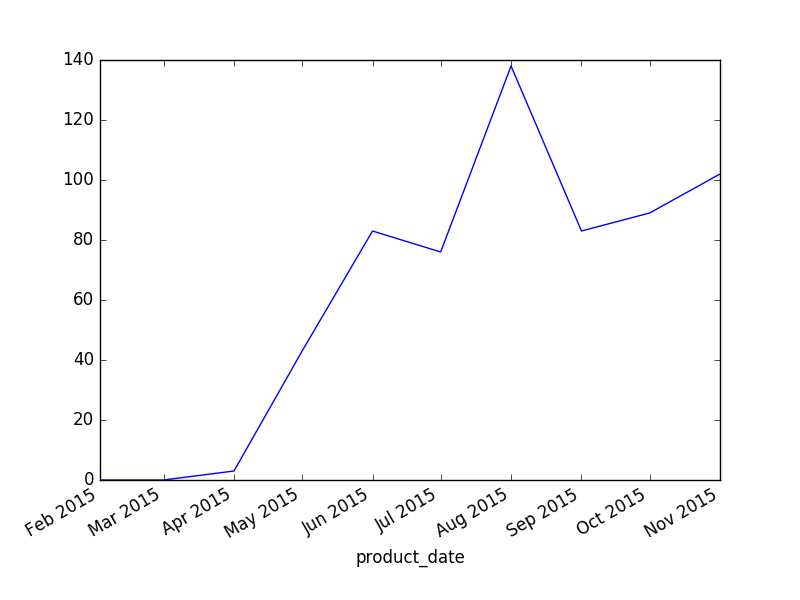 140
120
100
80
60
40
20
0
Feb 2015
Mar 2015
Apr 2015
May 2015
Jun 2015
Jul 2015
Aug 2015
Sep 2015
Oct 2015
Nov 2015
product_date